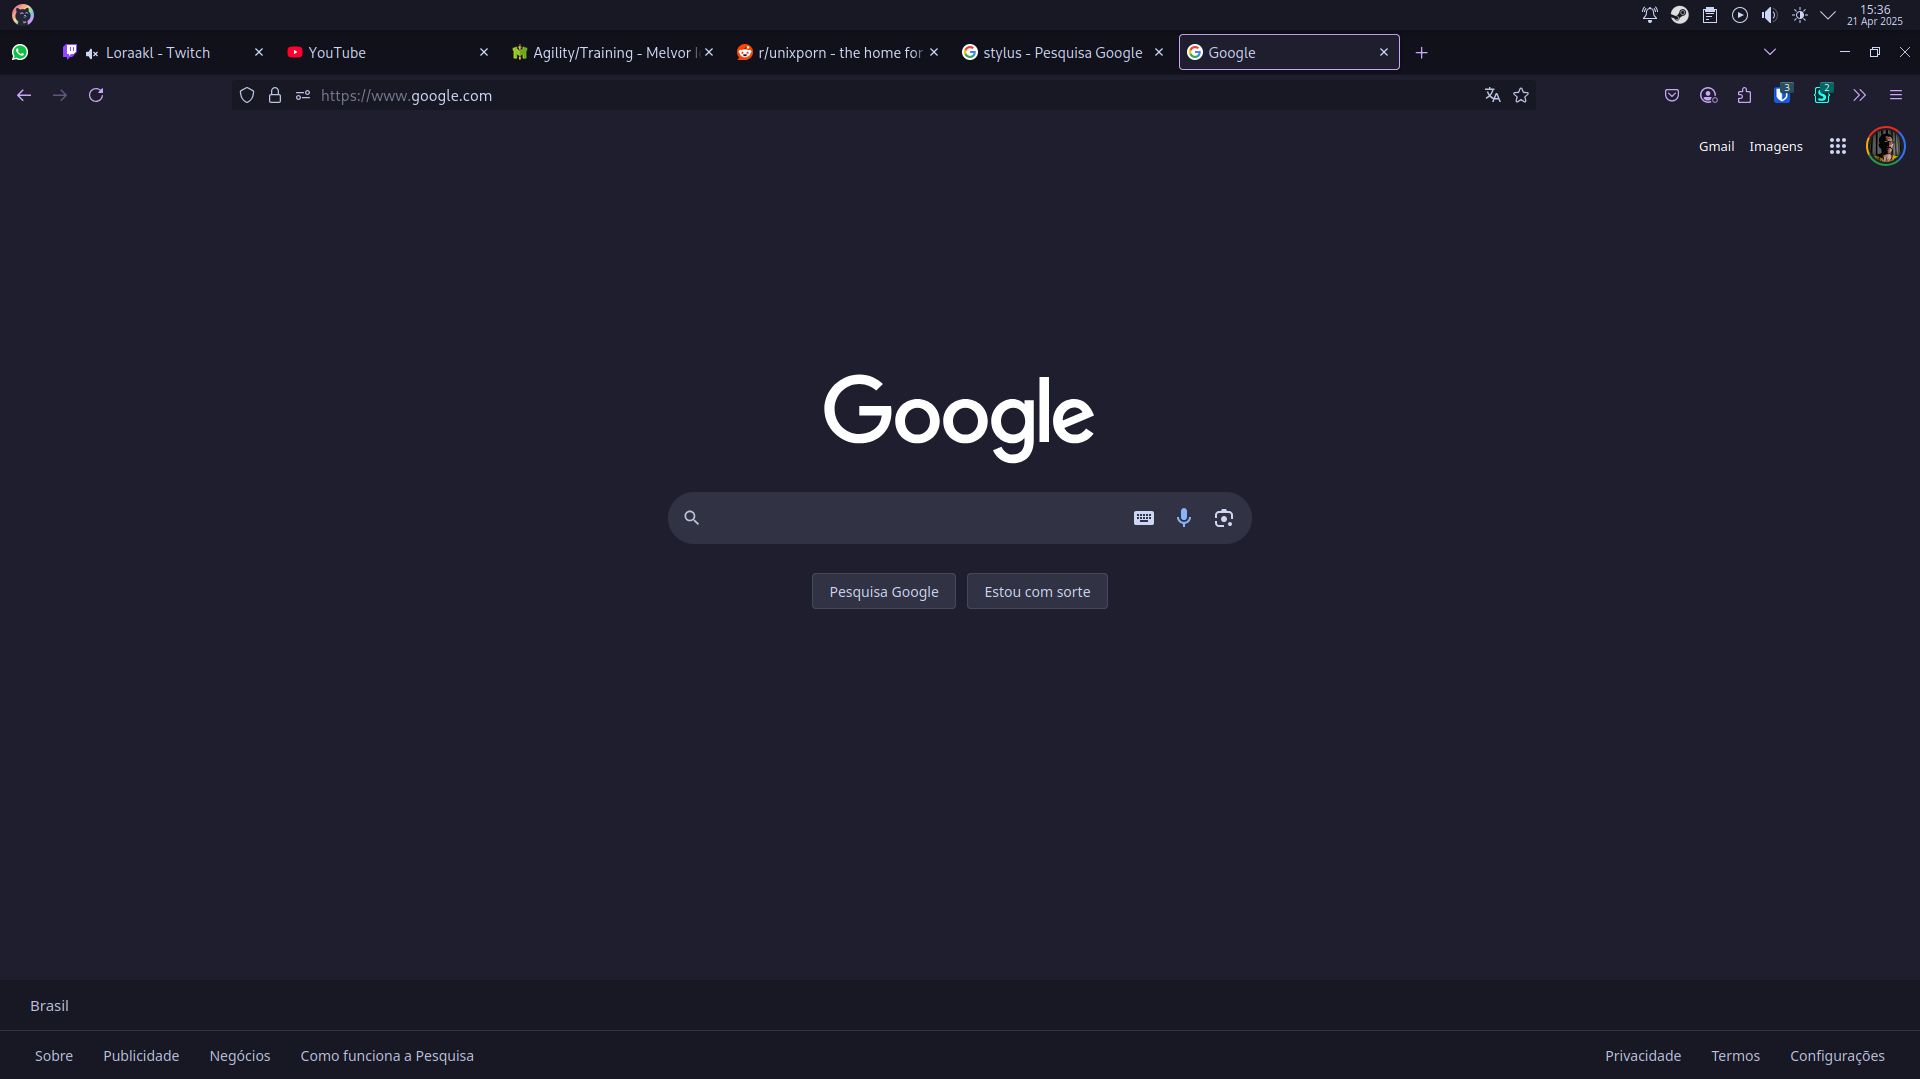 15:36
21 Apr 2025
Loraakl - Twitch
YouTube
Agility/Training - Melvor I
r/unixporn - the home for
stylus - Pesquisa Google
Google
https://www.google.com
3
2
Gmail
Imagens
Google
Pesquisa Google
Estou com sorte
Brasil
Sobre
Publicidade
Negócios
Como funciona a Pesquisa
Privacidade
Termos
Configurações